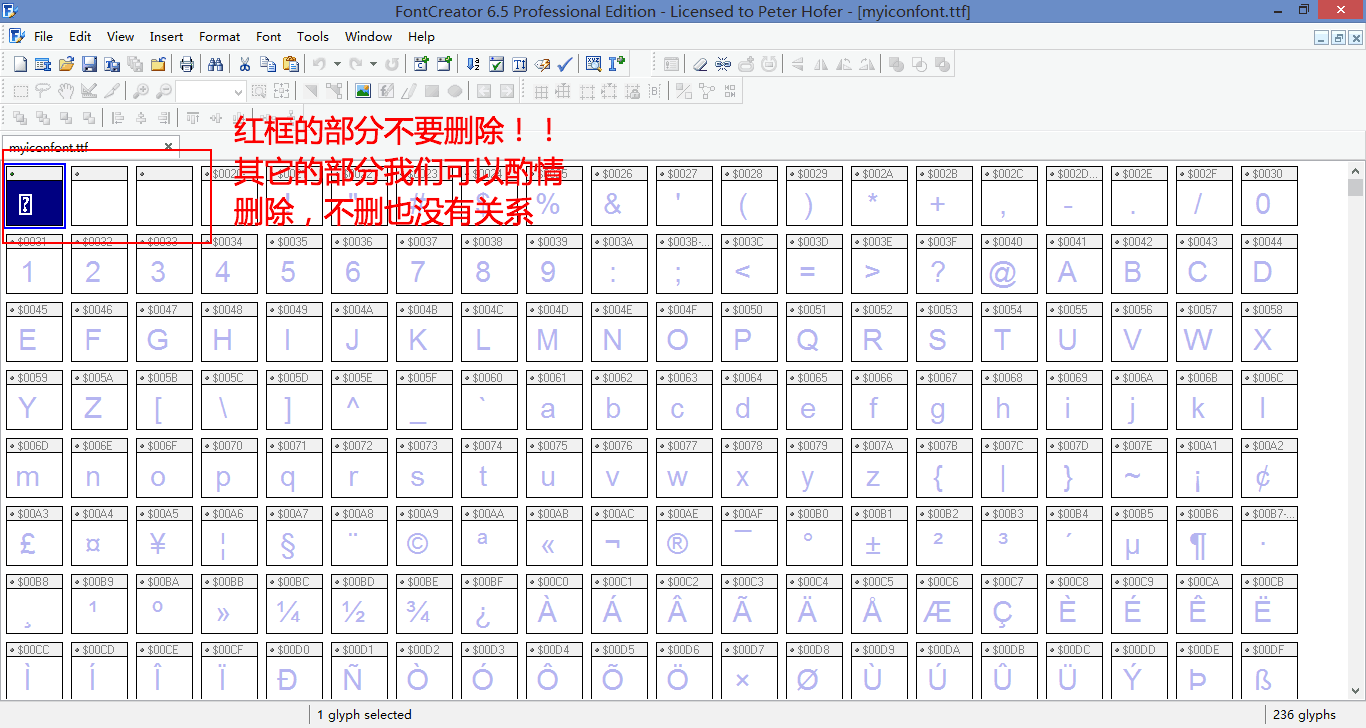 FontCreator 6.5 Professional Edition - Licensed to Peter Hofer - [myiconfont.ttf]
File Edit View Insert Format Font Tools Window Help
红框的部分不要删除！！
myiconfont.ttf
其它的部分我们可以酌情
删除，不删也没有关系
$0026 $0027 $0028 $0029 $002A $002B $002C $002D... $002E $002F $0030
% & ' ( ) * + , - . / 0
$0031 $0032 $0033 $0034 $0035 $0036 $0037 $0038 $0039 $003A $003B-... $003C $003D $003E $003F $0040 $0041 $0042 $0043 $0044
1 2 3 4 5 6 7 8 9 : ; < = > ? @ A B C D
$0045 $0046 $0047 $0048 $0049 $004A $004B $004C $004D $004E $004F $0050 $0051 $0052 $0053 $0054 $0055 $0056 $0057 $0058
E F G H I J K L M N O P Q R S T U V W X
$0059 $005A $005B $005C $005D $005E $005F $0060 $0061 $0062 $0063 $0064 $0065 $0066 $0067 $0068 $0069 $006A $006B $006C
Y Z [ \ ] ^ _ ` a b c d e f g h i j k l
$006D $006E $006F $0070 $0071 $0072 $0073 $0074 $0075 $0076 $0077 $0078 $0079 $007A $007B $007C $007D $007E $00A1 $00A2
m n o p q r s t u v w x y z { | } ~ ¡ ¢
$00A3 $00A4 $00A5 $00A6 $00A7 $00A8 $00A9 $00AA $00AB $00AC $00AE $00AF $00B0 $00B1 $00B2 $00B3 $00B4 $00B5 $00B6 $00B7-...
£ ¤ ¥ ¦ § ¨ © ª « ¬ ® ¯ ° ± ² ³ ´ µ ¶ ·
$00B8 $00B9 $00BA $00BB $00BC $00BD $00BE $00BF $00C0 $00C1 $00C2 $00C3 $00C4 $00C5 $00C6 $00C7 $00C8 $00C9 $00CA $00CB
¸ ¹ º » ¼ ½ ¾ ¿ À Á Â Ã Ä Å Æ Ç È É Ê Ë
$00CC $00CD $00CE $00CF $00D0 $00D1 $00D2 $00D3 $00D4 $00D5 $00D6 $00D7 $00D8 $00D9 $00DA $00DB $00DC $00DD $00DE $00DF
Ì Í Î Ï Ð Ñ Ò Ó Ô Õ Ö × Ø Ù Ú Û Ü Ý Þ ß
1 glyph selected
236 glyphs